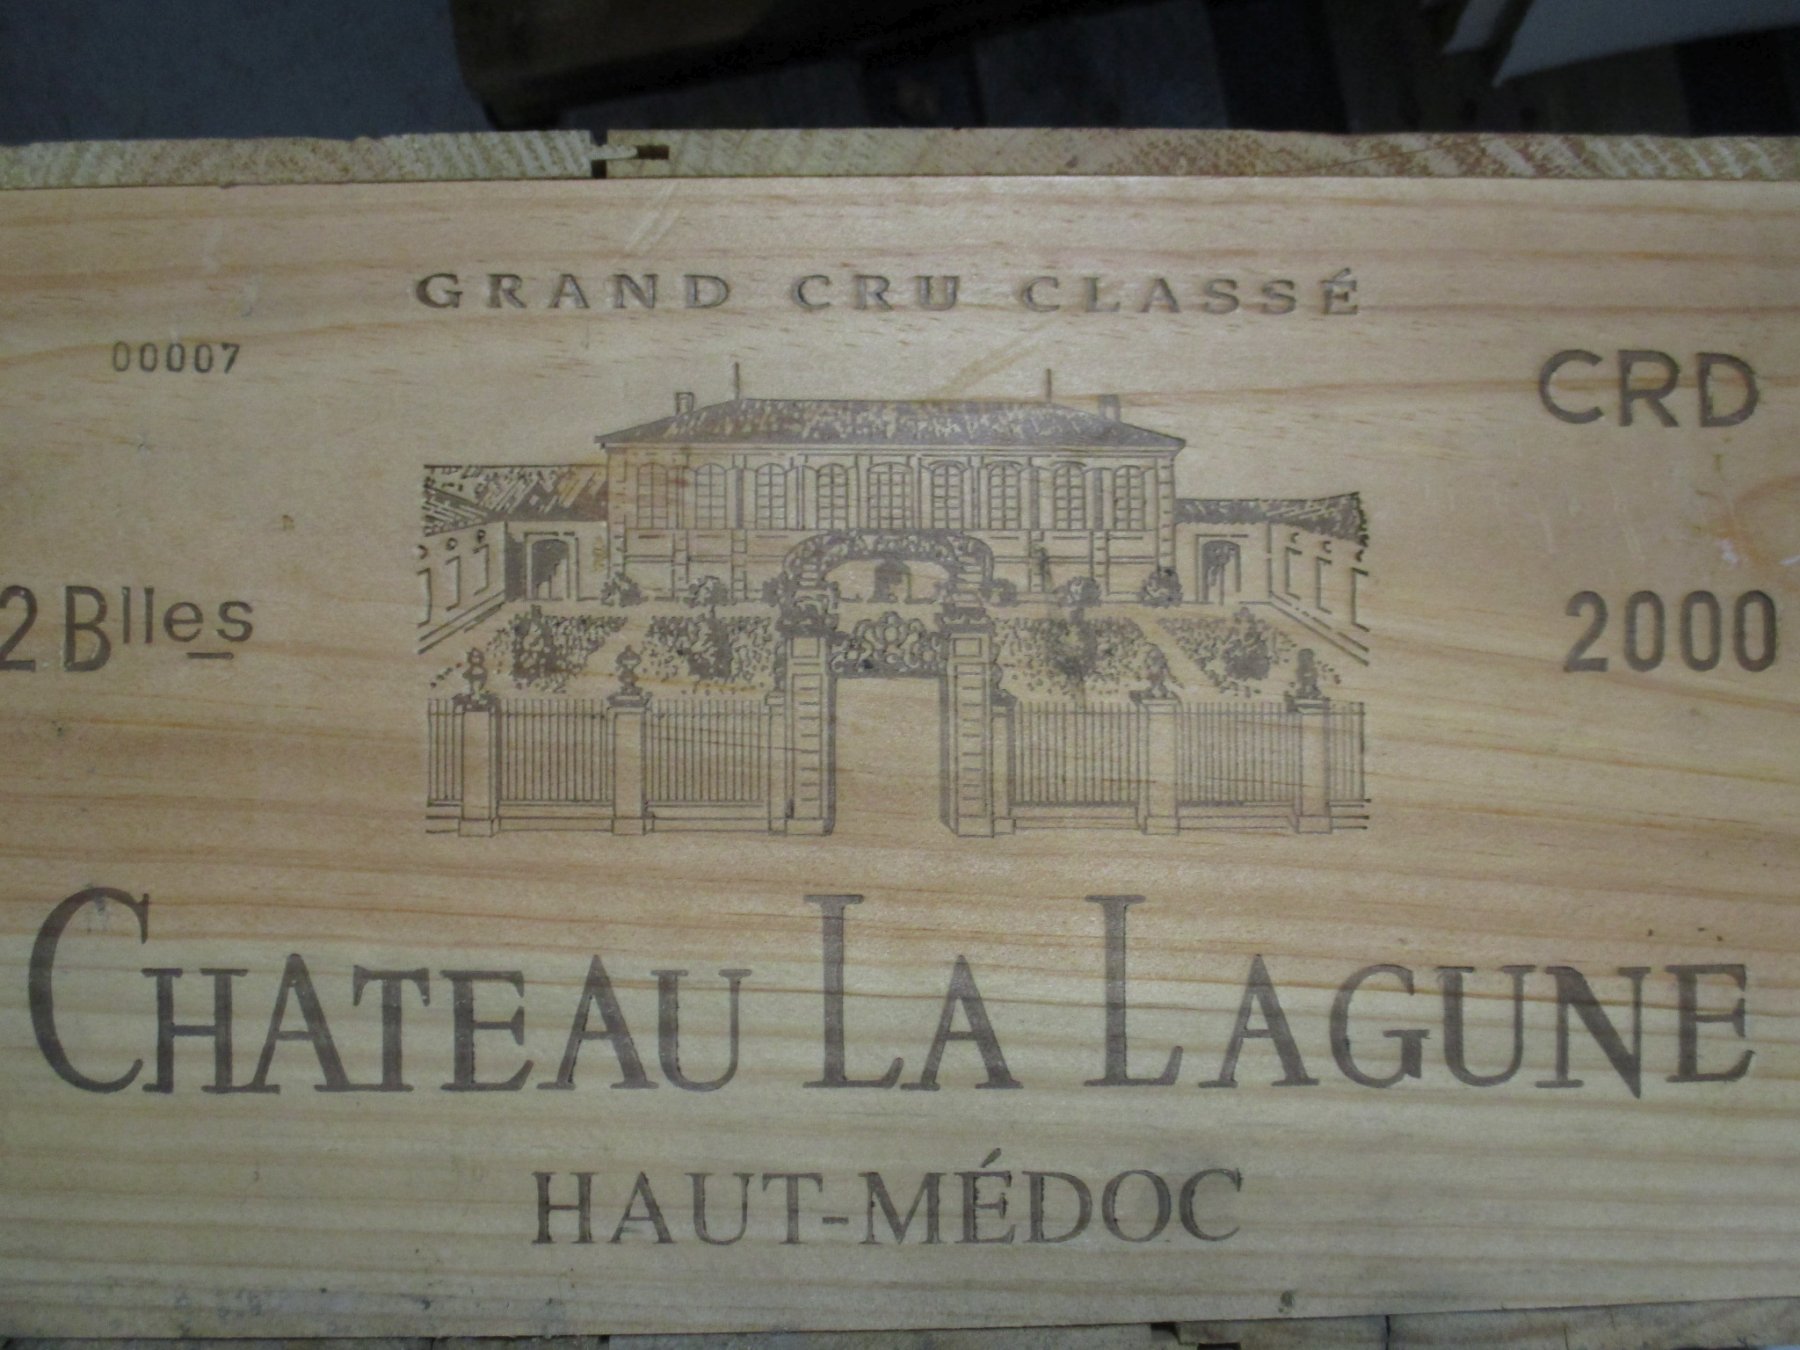 GRAND CRU CLASSÉ
00007
CRD
2 Blles
2000
CHATEAU LA LAGUNE
HAUT-MÉDOC